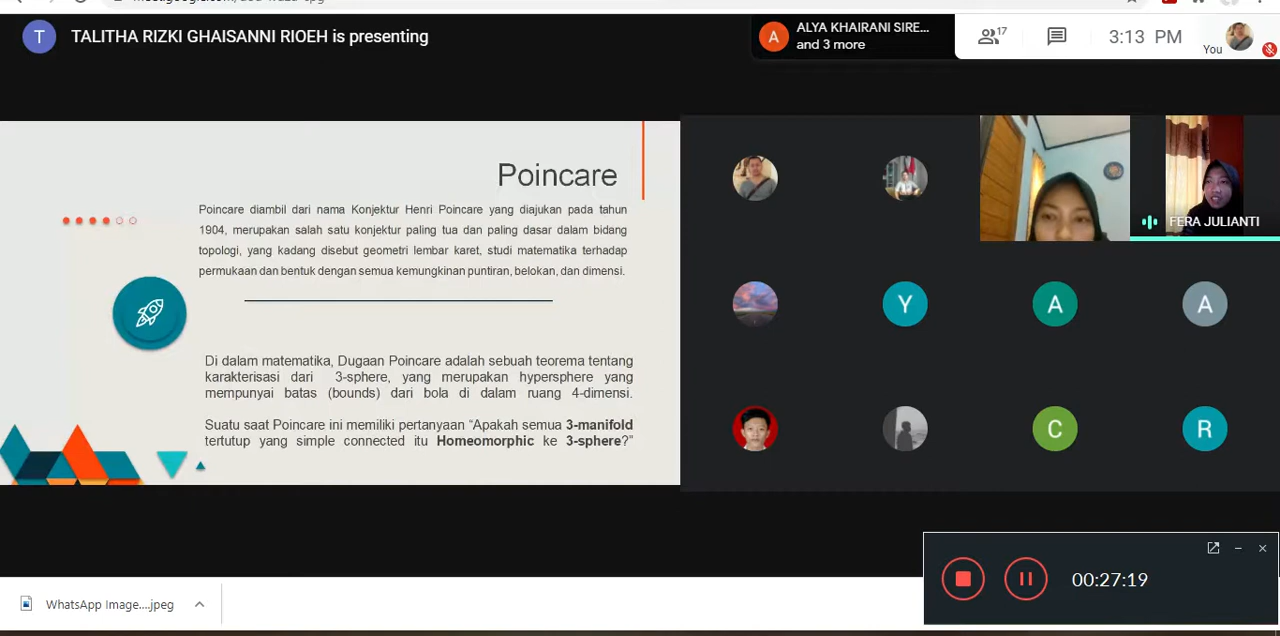 T
TALITHA RIZKI GHAISANNI RIOEH is presenting
A
ALYA KHAIRANI SIRE...
and 3 more
17
3:13 PM
You
Poincare
Poincare diambil dari nama Konjektur Henri Poincare yang diajukan pada tahun
1904, merupakan salah satu konjektur paling tua dan paling dasar dalam bidang
topologi, yang kadang disebut geometri lembar karet, studi matematika terhadap
permukaan dan bentuk dengan semua kemungkinan puntiran, belokan, dan dimensi.
Di dalam matematika, Dugaan Poincare adalah sebuah teorema tentang
karakterisasi dari 3-sphere, yang merupakan hypersphere yang
mempunyai batas (bounds) dari bola di dalam ruang 4-dimensi.
Suatu saat Poincare ini memiliki pertanyaan “Apakah semua 3-manifold
tertutup yang simple connected itu Homeomorphic ke 3-sphere?”
FERA JULIANTI
Y
A
A
C
R
00:27:19
WhatsApp Image....jpeg